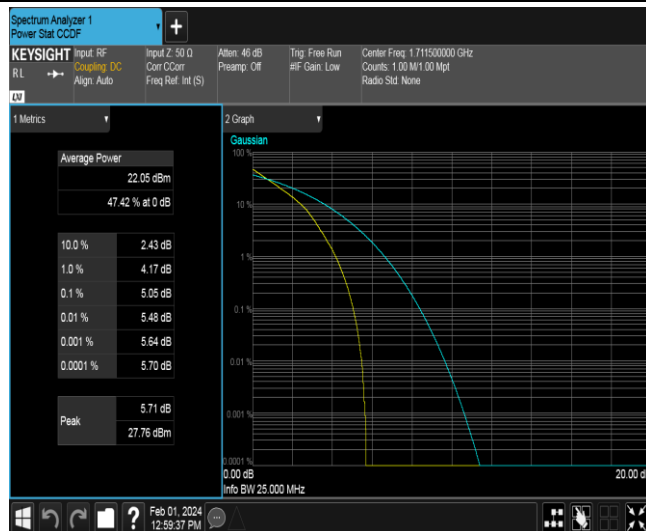 Spectrum Analyzer 1
Power Stat CCDF
KEYSIGHT
RL
Input: RF
Coupling: DC
Align: Auto
Input Z: 50 Ω
Corr CCorr
Freq Ref: Int (S)
Atten: 46 dB
Preamp: Off
Trig: Free Run
#IF Gain: Low
Center Freq: 1.711500000 GHz
Counts: 1.00 M/1.00 Mpt
Radio Std: None
1 Metrics
Average Power
22.05 dBm
47.42 % at 0 dB
10.0 % 2.43 dB
1.0 % 4.17 dB
0.1 % 5.05 dB
0.01 % 5.48 dB
0.001 % 5.64 dB
0.0001 % 5.70 dB
Peak
5.71 dB
27.76 dBm
2 Graph
Gaussian
100 %
10 %
1 %
0.1 %
0.01 %
0.001 %
0.0001 %
0.00 dB
20.00 d
Info BW 25.000 MHz
?
Feb 01, 2024
12:59:37 PM